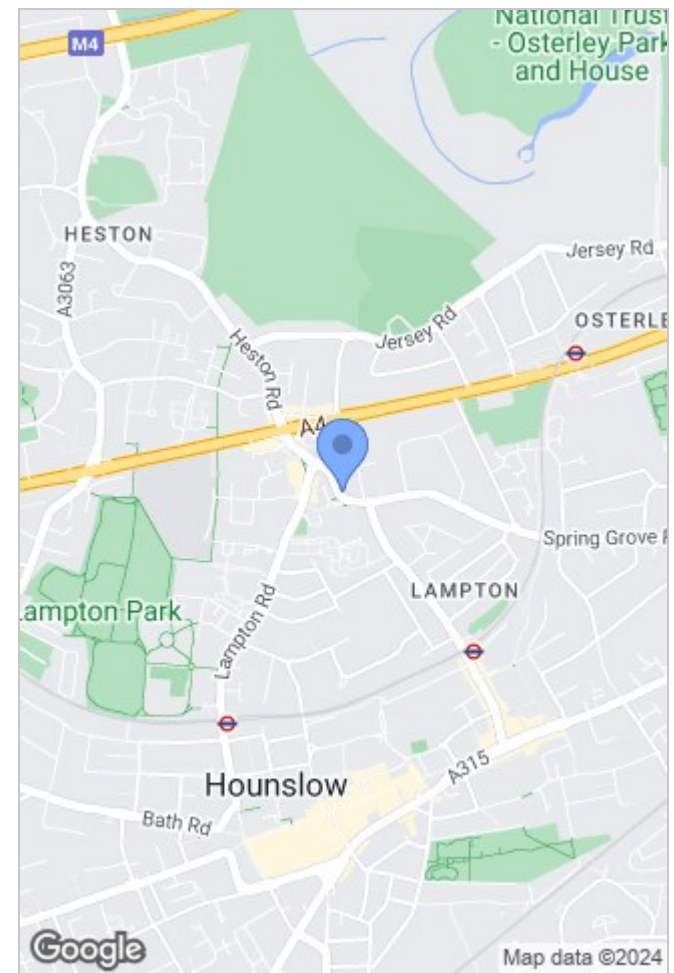 National Trust
- Osterley Park
and House
M4
HESTON
A3063
Jersey Rd
OSTERLE
Jersey Rd
Heston Rd
A4
Spring Grove
LAMPTON
Lampton Park
Lampton Rd
A315
Hounslow
Bath Rd
Google
Map data ©2024